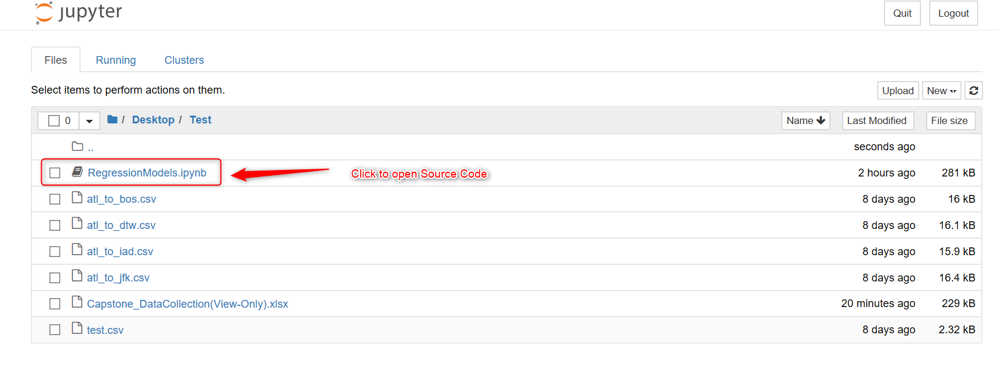 jupyter
Quit Logout
Files Running Clusters
Select items to perform actions on them.
Upload New
0 / Desktop / Test Name Last Modified File size
.. seconds ago
RegressionModels.ipynb Click to open Source Code 2 hours ago 281 kB
atl_to_bos.csv 8 days ago 16 kB
atl_to_dtw.csv 8 days ago 16.1 kB
atl_to_iad.csv 8 days ago 15.9 kB
atl_to_jfk.csv 8 days ago 16.4 kB
Capstone_DataCollection(View-Only).xlsx 20 minutes ago 229 kB
test.csv 8 days ago 2.32 kB